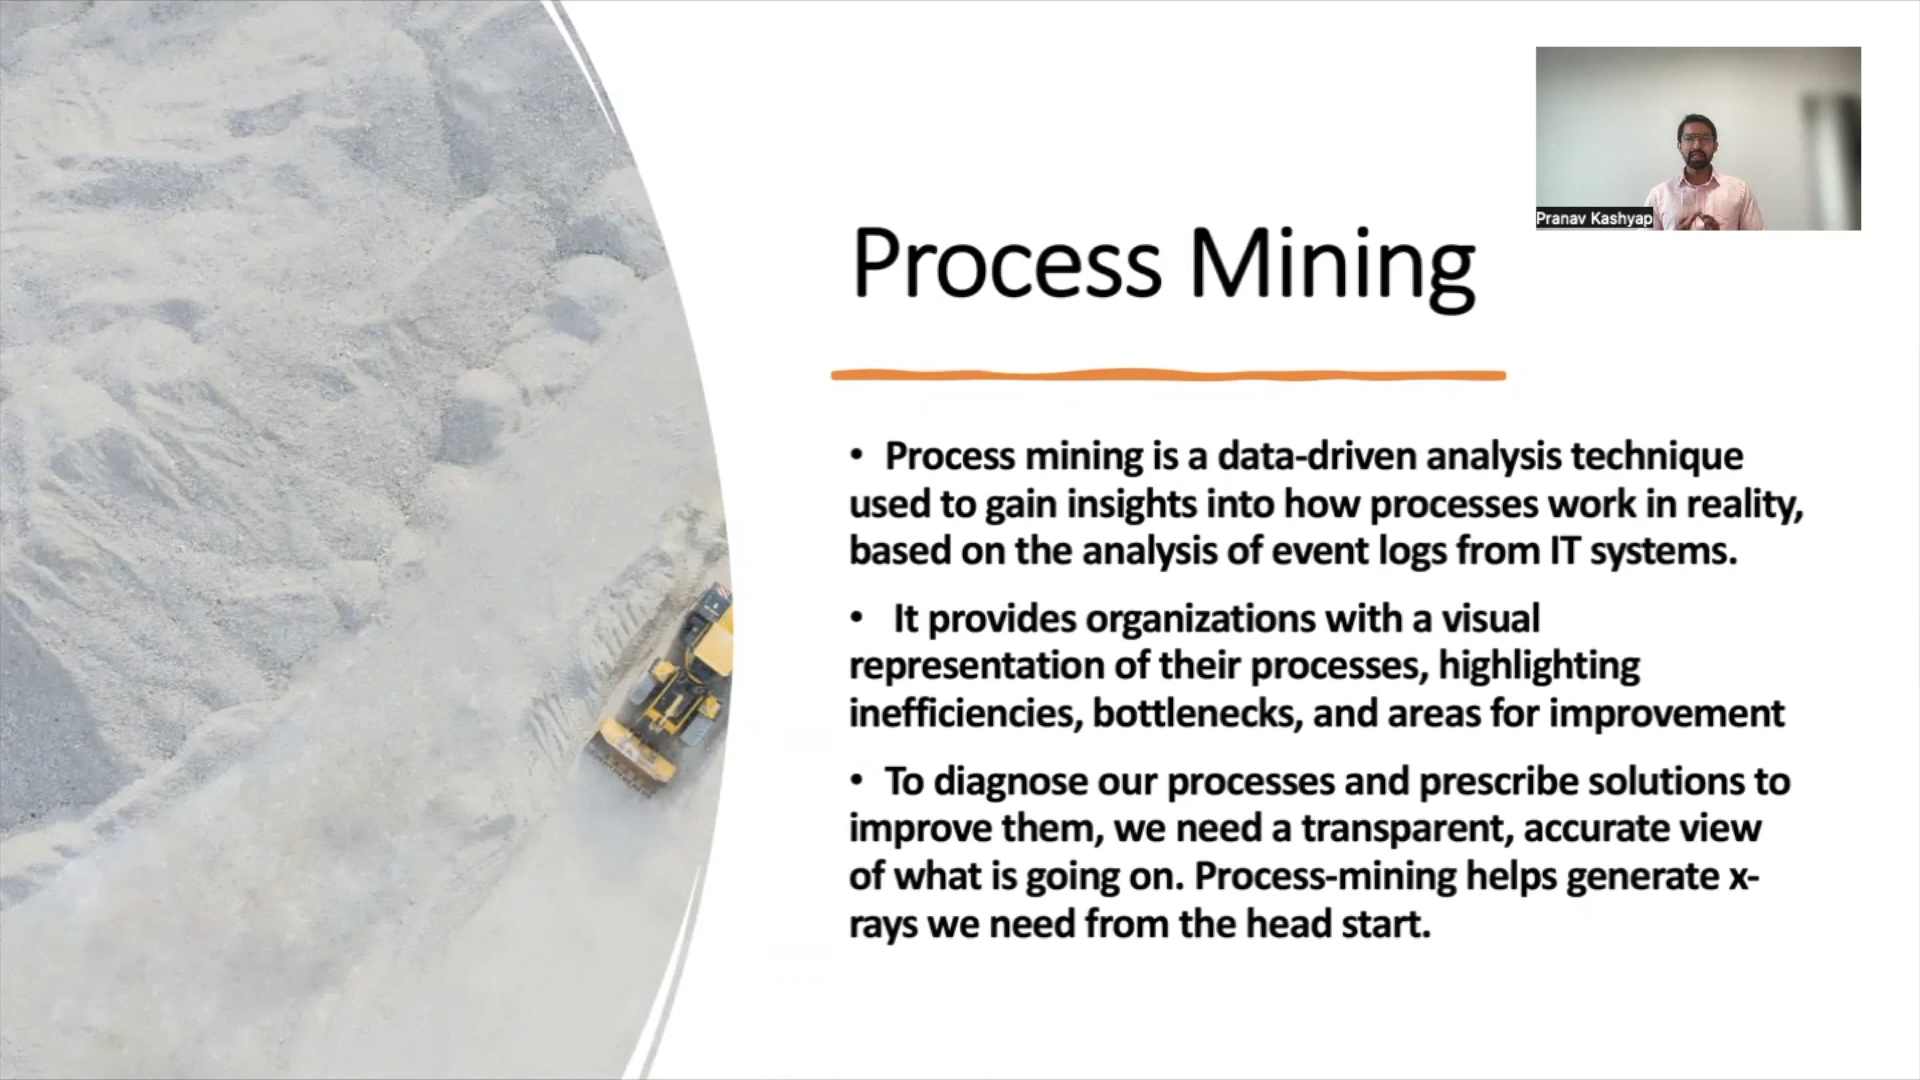 Pranav Kashyap
Process Mining
• Process mining is a data-driven analysis technique
used to gain insights into how processes work in reality,
based on the analysis of event logs from IT systems.
• It provides organizations with a visual
representation of their processes, highlighting
inefficiencies, bottlenecks, and areas for improvement
• To diagnose our processes and prescribe solutions to
improve them, we need a transparent, accurate view
of what is going on. Process-mining helps generate x-
rays we need from the head start.